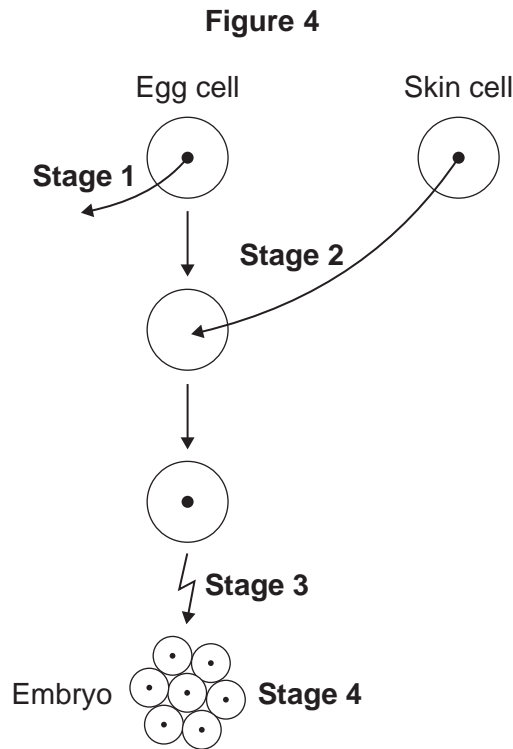 Figure 4
Egg cell
Skin cell
Stage 1
Stage 2
Stage 3
Embryo
Stage 4